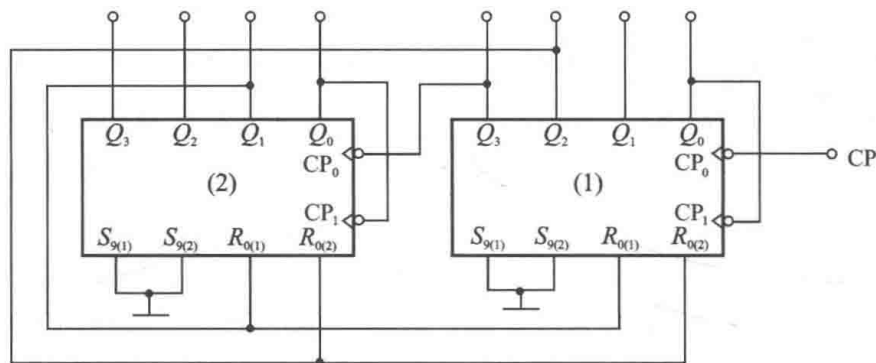 Q₃ Q₂ Q₁ Q₀ Q₃ Q₂ Q₁ Q₀
CP₀ CP₀ CP
(2) (1)
CP₁ CP₁
S₉₍₁₎ S₉₍₂₎ R₀₍₁₎ R₀₍₂₎ S₉₍₁₎ S₉₍₂₎ R₀₍₁₎ R₀₍₂₎